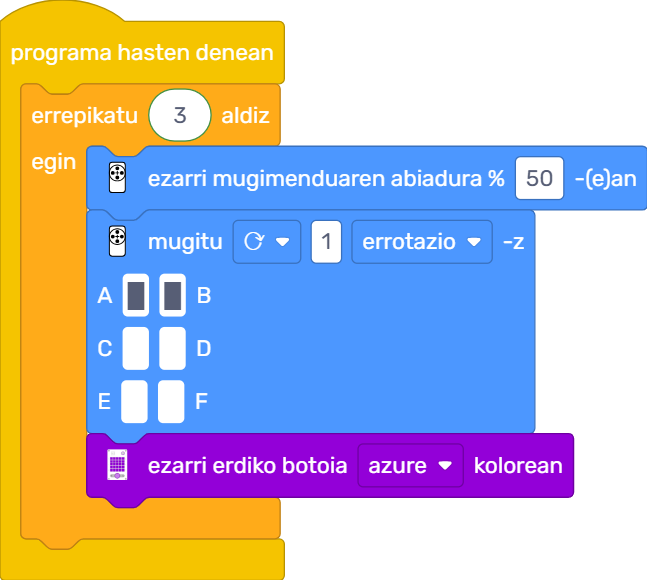 programa hasten denean
errepikatu 3 aldiz
egin
ezarri mugimenduaren abiadura % 50 -(e)an
mugitu 1 errotazio -z
A B
C D
E F
ezarri erdiko botoia azure kolorean